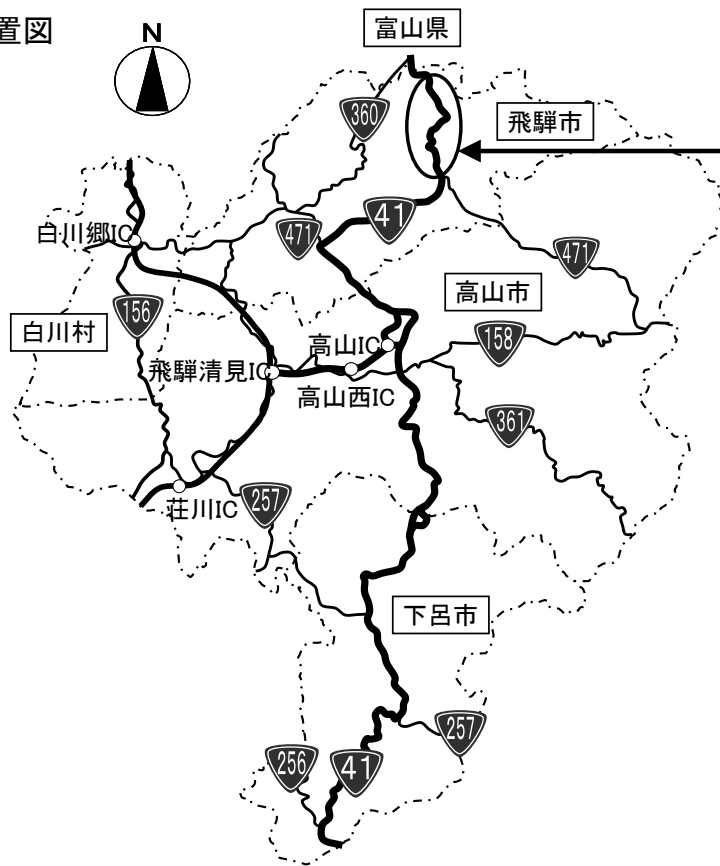 置図
N
富山県
360
飛騨市
41
471
白川郷IC
471
高山市
156
白川村
高山IC
158
飛騨清見IC
高山西IC
361
荘川IC
257
下呂市
257
256
41